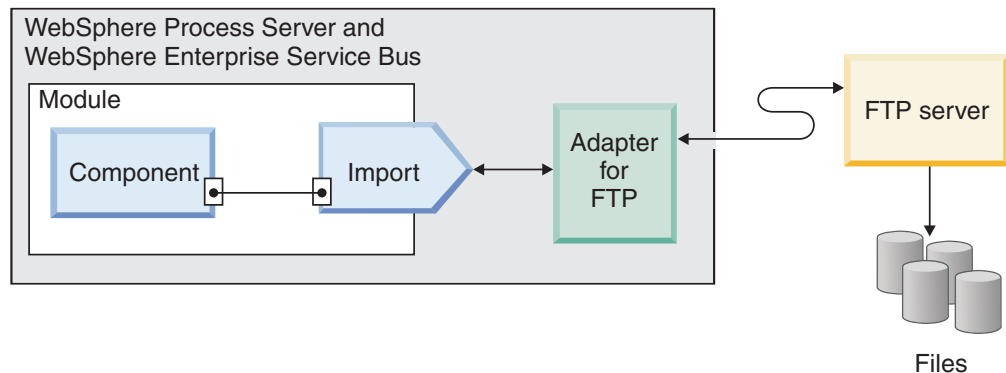 WebSphere Process Server and
WebSphere Enterprise Service Bus
Module
Component
Import
Adapter
for
FTP
FTP server
Files